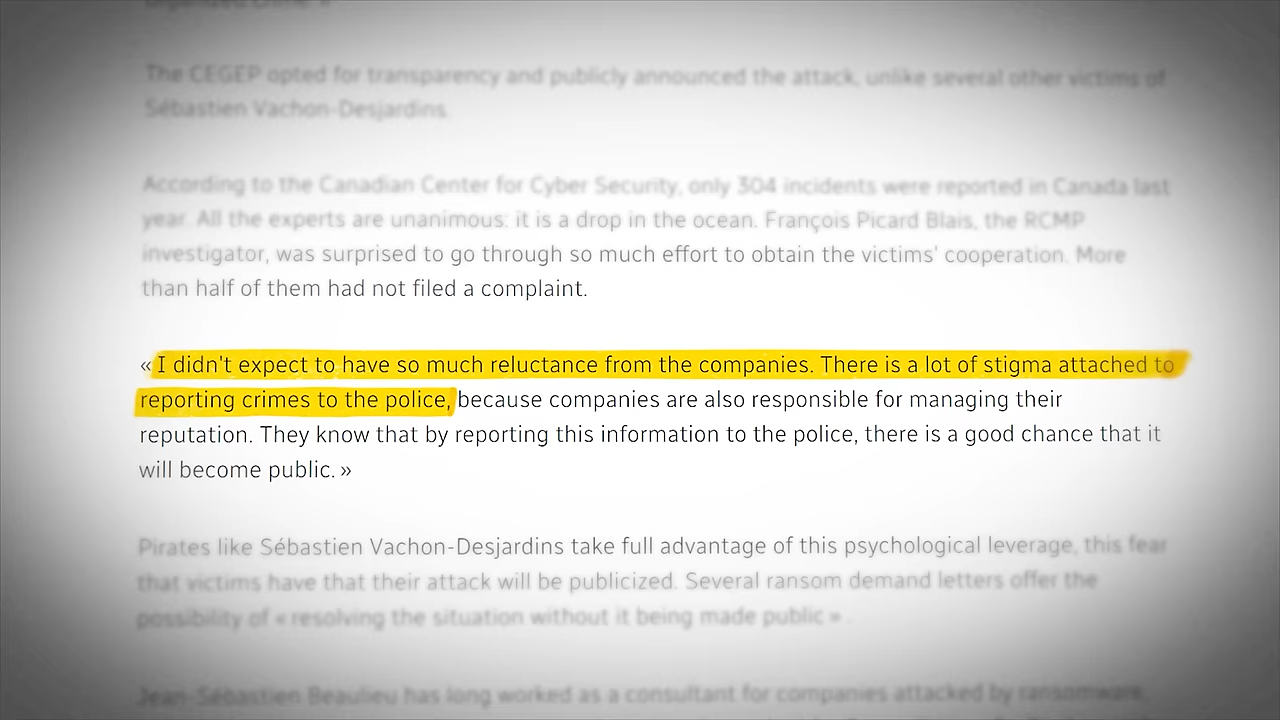 organized crime. »
The CEGEP opted for transparency and publicly announced the attack, unlike several other victims of
Sébastien Vachon-Desjardins.
According to the Canadian Center for Cyber Security, only 304 incidents were reported in Canada last
year. All the experts are unanimous: it is a drop in the ocean. François Picard Blais, the RCMP
investigator, was surprised to go through so much effort to obtain the victims' cooperation. More
than half of them had not filed a complaint.
« I didn't expect to have so much reluctance from the companies. There is a lot of stigma attached to
reporting crimes to the police, because companies are also responsible for managing their
reputation. They know that by reporting this information to the police, there is a good chance that it
will become public. »
Pirates like Sébastien Vachon-Desjardins take full advantage of this psychological leverage, this fear
that victims have that their attack will be publicized. Several ransom demand letters offer the
possibility of « resolving the situation without it being made public » .
Jean-Sébastien Beaulieu has long worked as a consultant for companies attacked by ransomware,